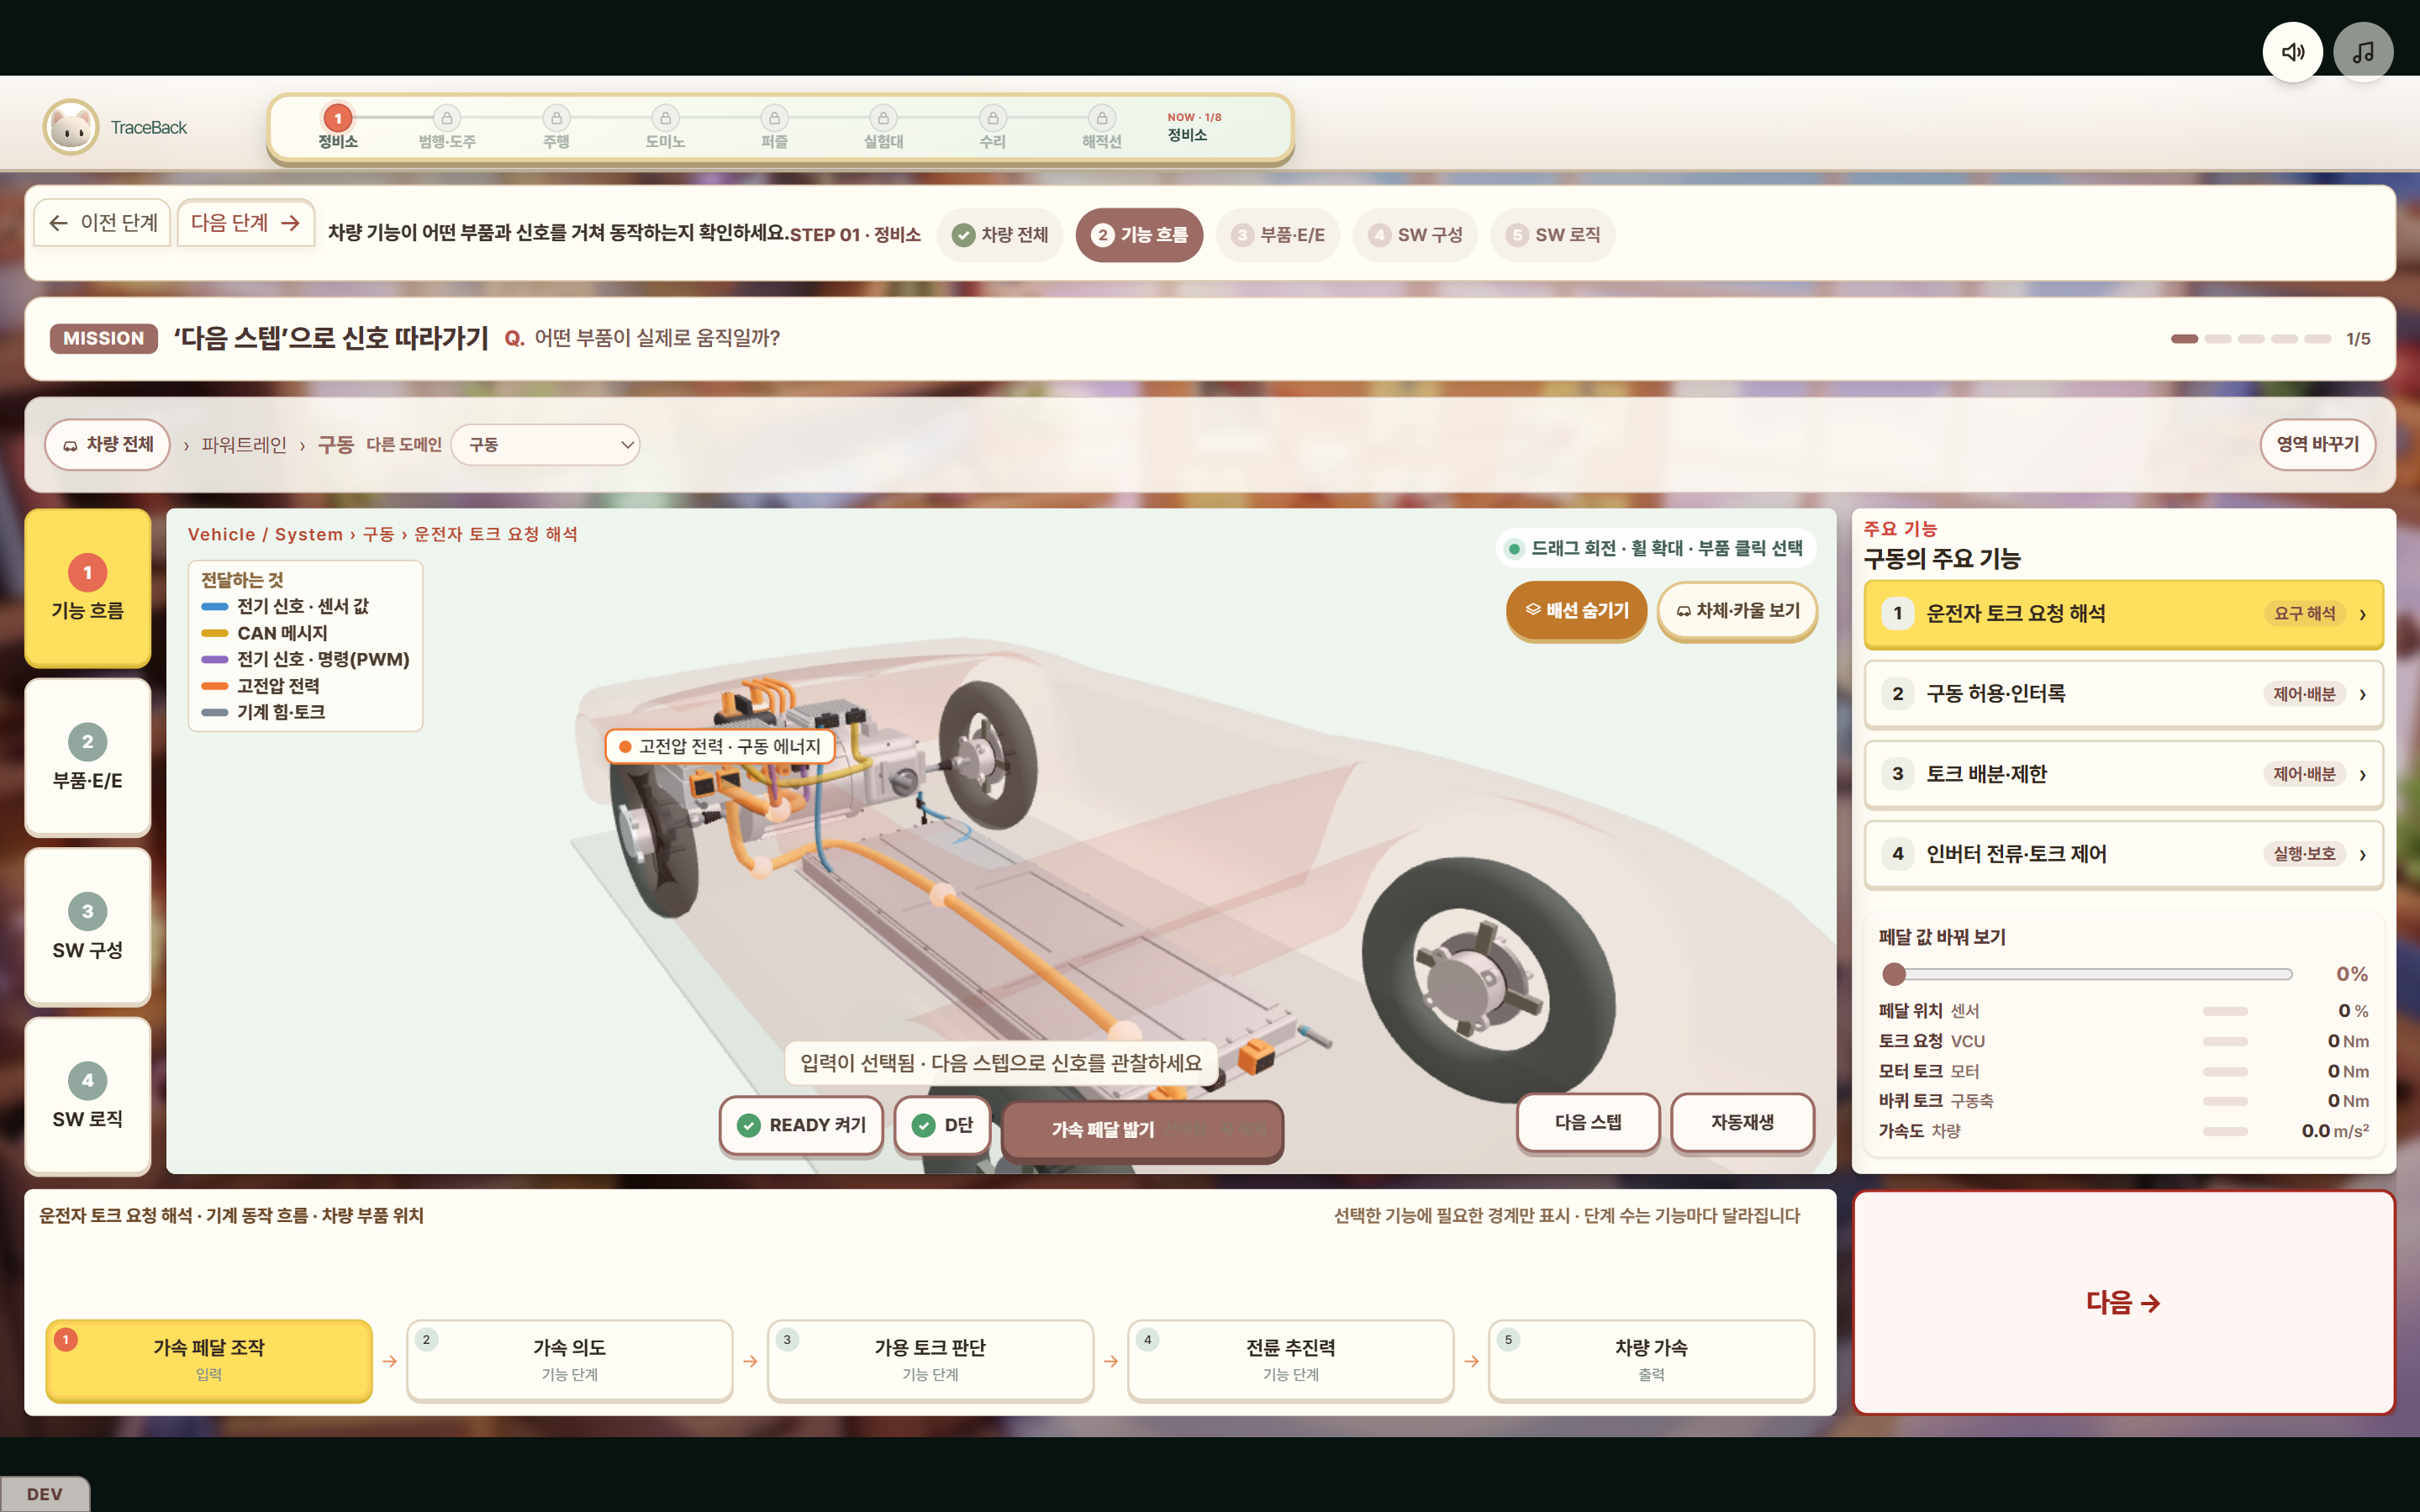 TraceBack
1
정비소
범행·도주
주행
도미노
퍼즐
실험대
수리
해적선
NOW · 1/8
정비소
← 이전 단계
다음 단계 →
차량 기능이 어떤 부품과 신호를 거쳐 동작하는지 확인하세요.
STEP 01 · 정비소
차량 전체
2 기능 흐름
3 부품·E/E
4 SW 구성
5 SW 로직
MISSION
‘다음 스텝’으로 신호 따라가기
Q. 어떤 부품이 실제로 움직일까?
1/5
차량 전체 › 파워트레인 › 구동
다른 도메인
구동
영역 바꾸기
1
기능 흐름
2
부품·E/E
3
SW 구성
4
SW 로직
Vehicle / System › 구동 › 운전자 토크 요청 해석
전달하는 것
전기 신호 · 센서 값
CAN 메시지
전기 신호 · 명령(PWM)
고전압 전력
기계 힘·토크
드래그 회전 · 휠 확대 · 부품 클릭 선택
배선 숨기기
차체·카울 보기
고전압 전력 · 구동 에너지
입력이 선택됨 · 다음 스텝으로 신호를 관찰하세요
READY 켜기
D단
가속 페달 밟기
다음 스텝
자동재생
주요 기능
구동의 주요 기능
1 운전자 토크 요청 해석 요구 해석 ›
2 구동 허용·인터록 제어·배분 ›
3 토크 배분·제한 제어·배분 ›
4 인버터 전류·토크 제어 실행·보호 ›
페달 값 바꿔 보기
0%
페달 위치 센서 0 %
토크 요청 VCU 0 Nm
모터 토크 모터 0 Nm
바퀴 토크 구동축 0 Nm
가속도 차량 0.0 m/s²
운전자 토크 요청 해석 · 기계 동작 흐름 · 차량 부품 위치
선택한 기능에 필요한 경계만 표시 · 단계 수는 기능마다 달라집니다
1
가속 페달 조작
입력
→
2
가속 의도
기능 단계
→
3
가용 토크 판단
기능 단계
→
4
전륜 추진력
기능 단계
→
5
차량 가속
출력
다음 →
DEV